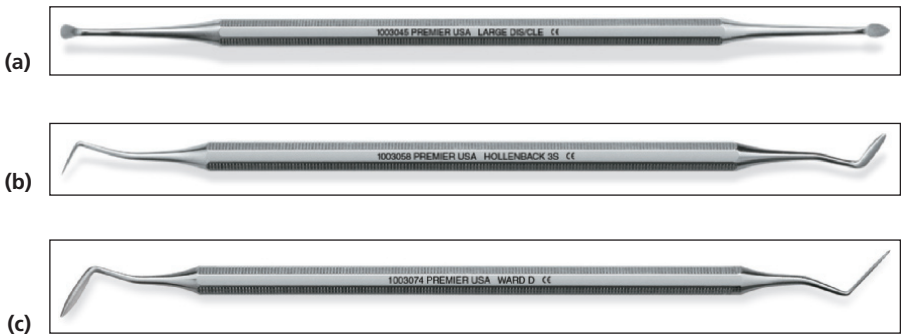 (a)
1003045 PREMIER USA LARGE DIS/CLE CE
(b)
1003058 PREMIER USA HOLLENBACK 3S CE
(c)
1003074 PREMIER USA WARD D CE